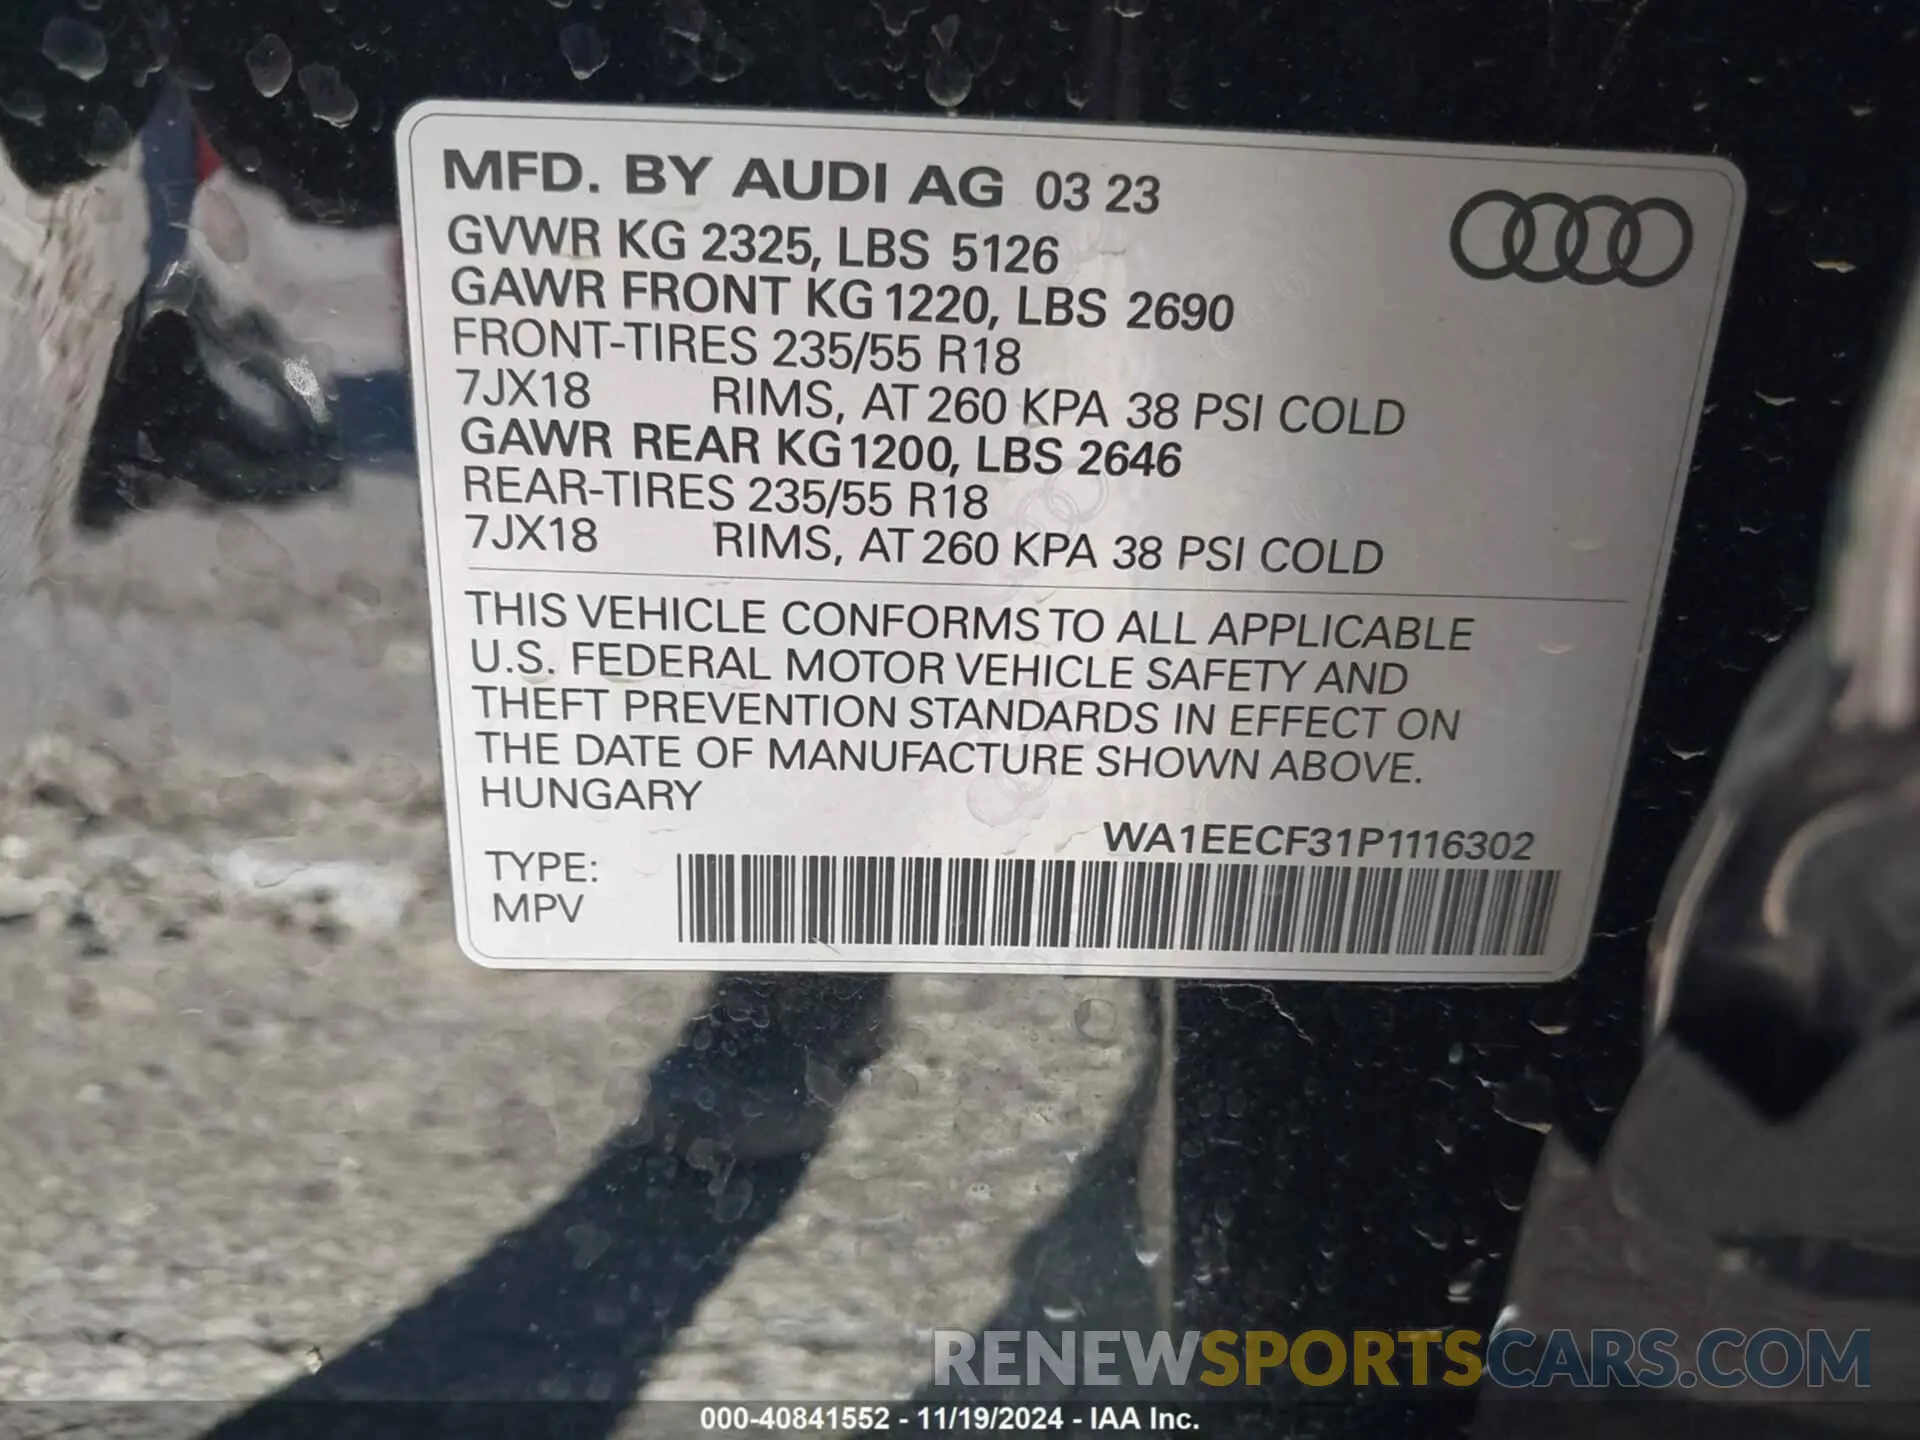 MFD. BY AUDI AG 03 23
GVWR KG 2325, LBS 5126
GAWR FRONT KG 1220, LBS 2690
FRONT-TIRES 235/55 R18
7JX18 RIMS, AT 260 KPA 38 PSI COLD
GAWR REAR KG 1200, LBS 2646
REAR-TIRES 235/55 R18
7JX18 RIMS, AT 260 KPA 38 PSI COLD
THIS VEHICLE CONFORMS TO ALL APPLICABLE
U.S. FEDERAL MOTOR VEHICLE SAFETY AND
THEFT PREVENTION STANDARDS IN EFFECT ON
THE DATE OF MANUFACTURE SHOWN ABOVE.
HUNGARY
WA1EECF31P1116302
TYPE:
MPV
RENEWSPORTSCARS.COM
000-40841552 - 11/19/2024 - IAA Inc.